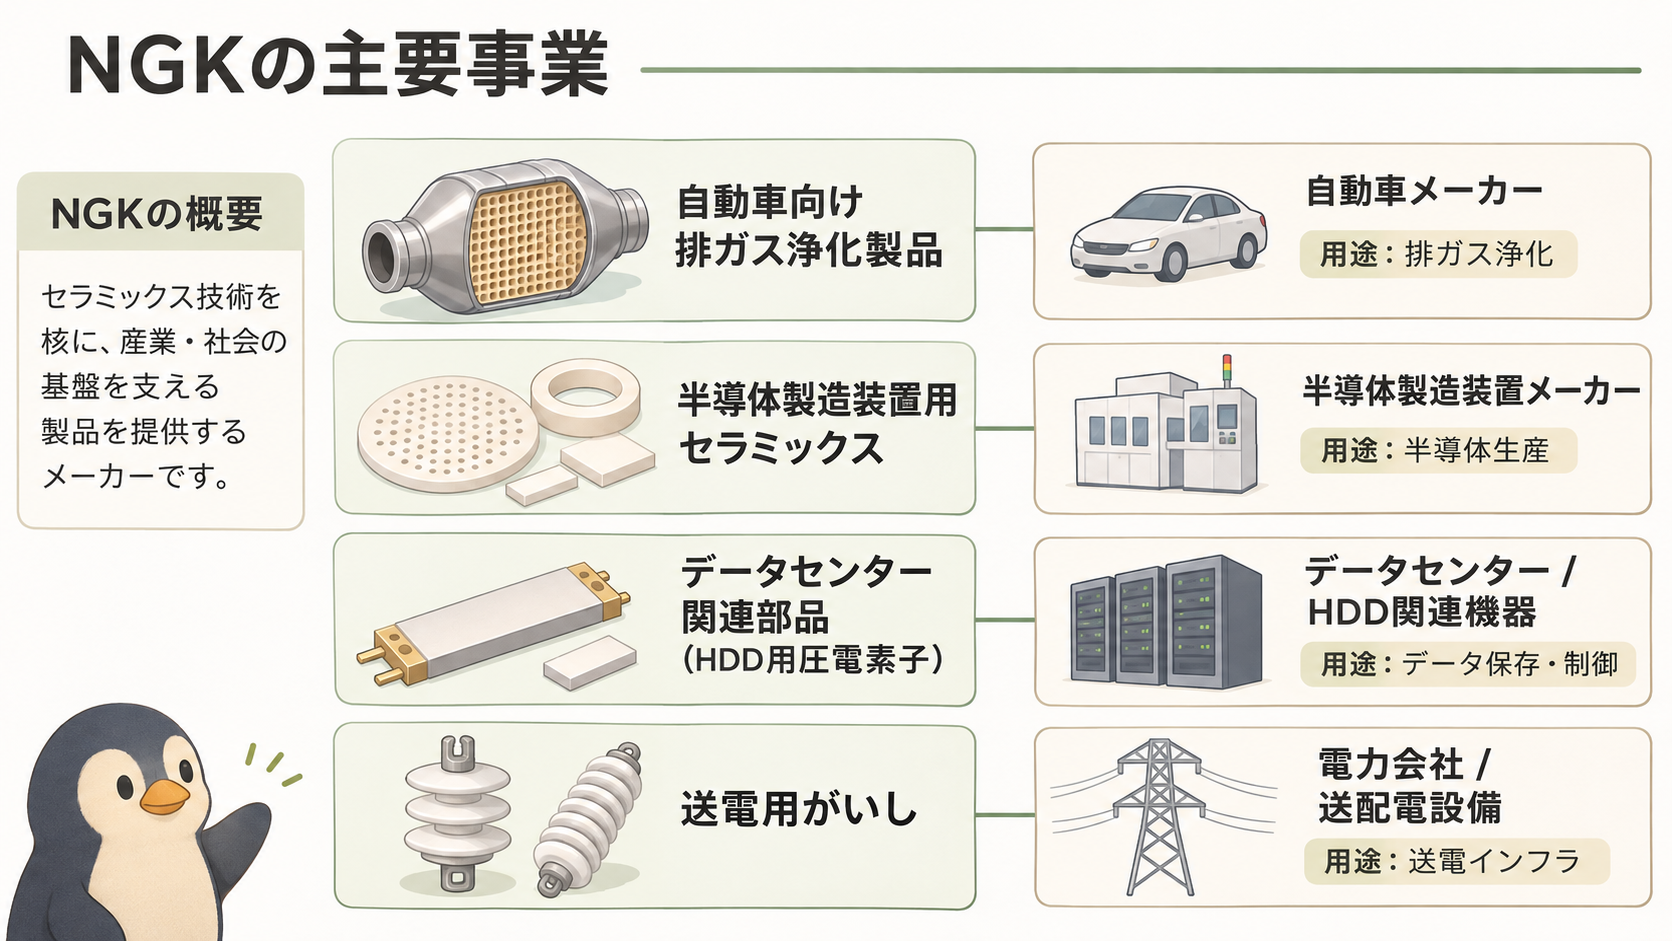 NGKの主要事業
NGKの概要
セラミックス技術を
核に、産業・社会の
基盤を支える
製品を提供する
メーカーです。
自動車向け
排ガス浄化製品
自動車メーカー
用途：排ガス浄化
半導体製造装置用
セラミックス
半導体製造装置メーカー
用途：半導体生産
データセンター
関連部品
（HDD用圧電素子）
データセンター /
HDD関連機器
用途：データ保存・制御
送電用がいし
電力会社 /
送配電設備
用途：送電インフラ